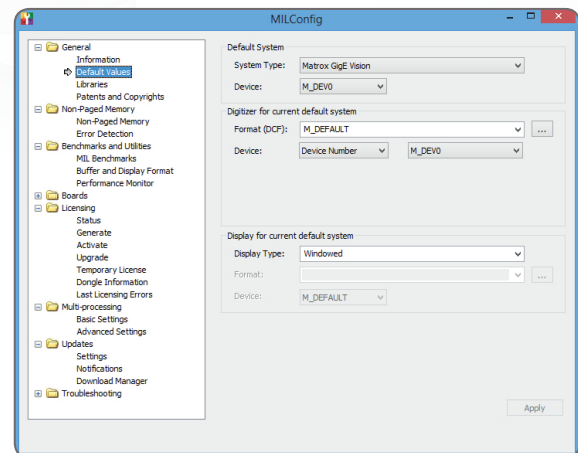 MILConfig
General
Information
Default Values
Libraries
Patents and Copyrights
Non-Paged Memory
Non-Paged Memory
Error Detection
Benchmarks and Utilities
MIL Benchmarks
Buffer and Display Format
Performance Monitor
Boards
Licensing
Status
Generate
Activate
Upgrade
Temporary License
Dongle Information
Last Licensing Errors
Multi-processing
Basic Settings
Advanced Settings
Updates
Settings
Notifications
Download Manager
Troubleshooting
Default System
System Type: Matrox GigE Vision
Device: M_DEV0
Digitizer for current default system
Format (DCF): M_DEFAULT ...
Device: Device Number M_DEV0
Display for current default system
Display Type: Windowed
Format: ...
Device: M_DEFAULT
Apply